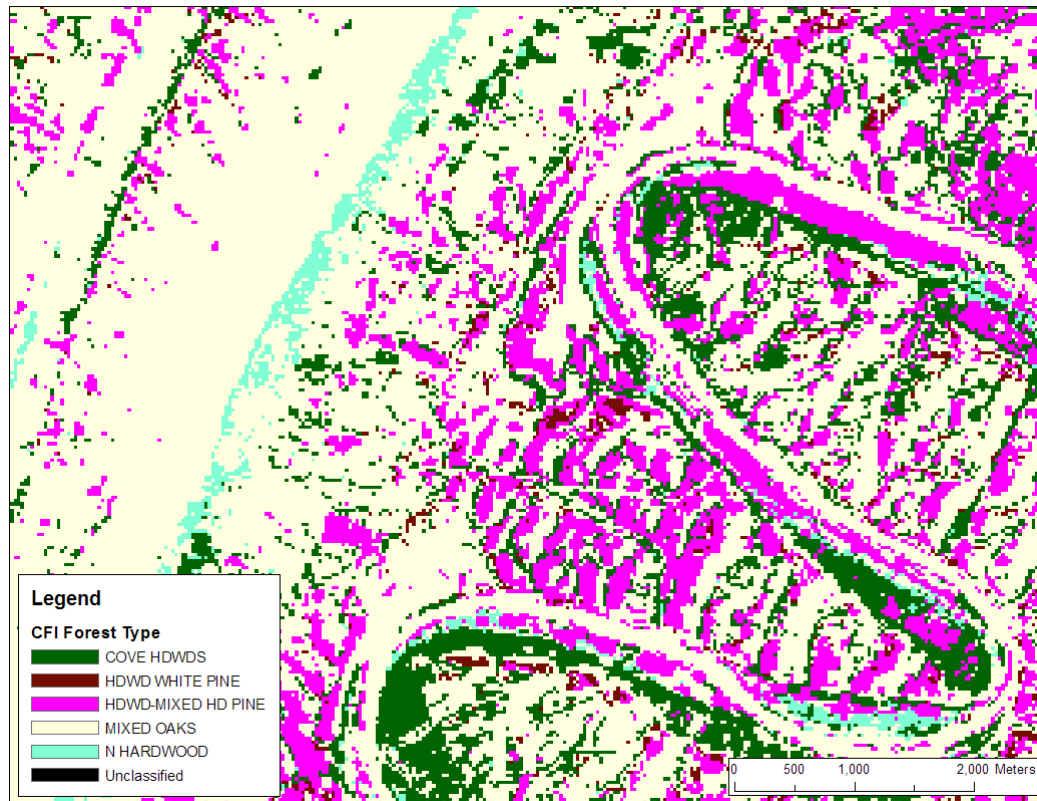 Legend
CFI Forest Type
COVE HDWDS
HDWD WHITE PINE
HDWD-MIXED HD PINE
MIXED OAKS
N HARDWOOD
Unclassified
0 500 1,000 2,000 Meters